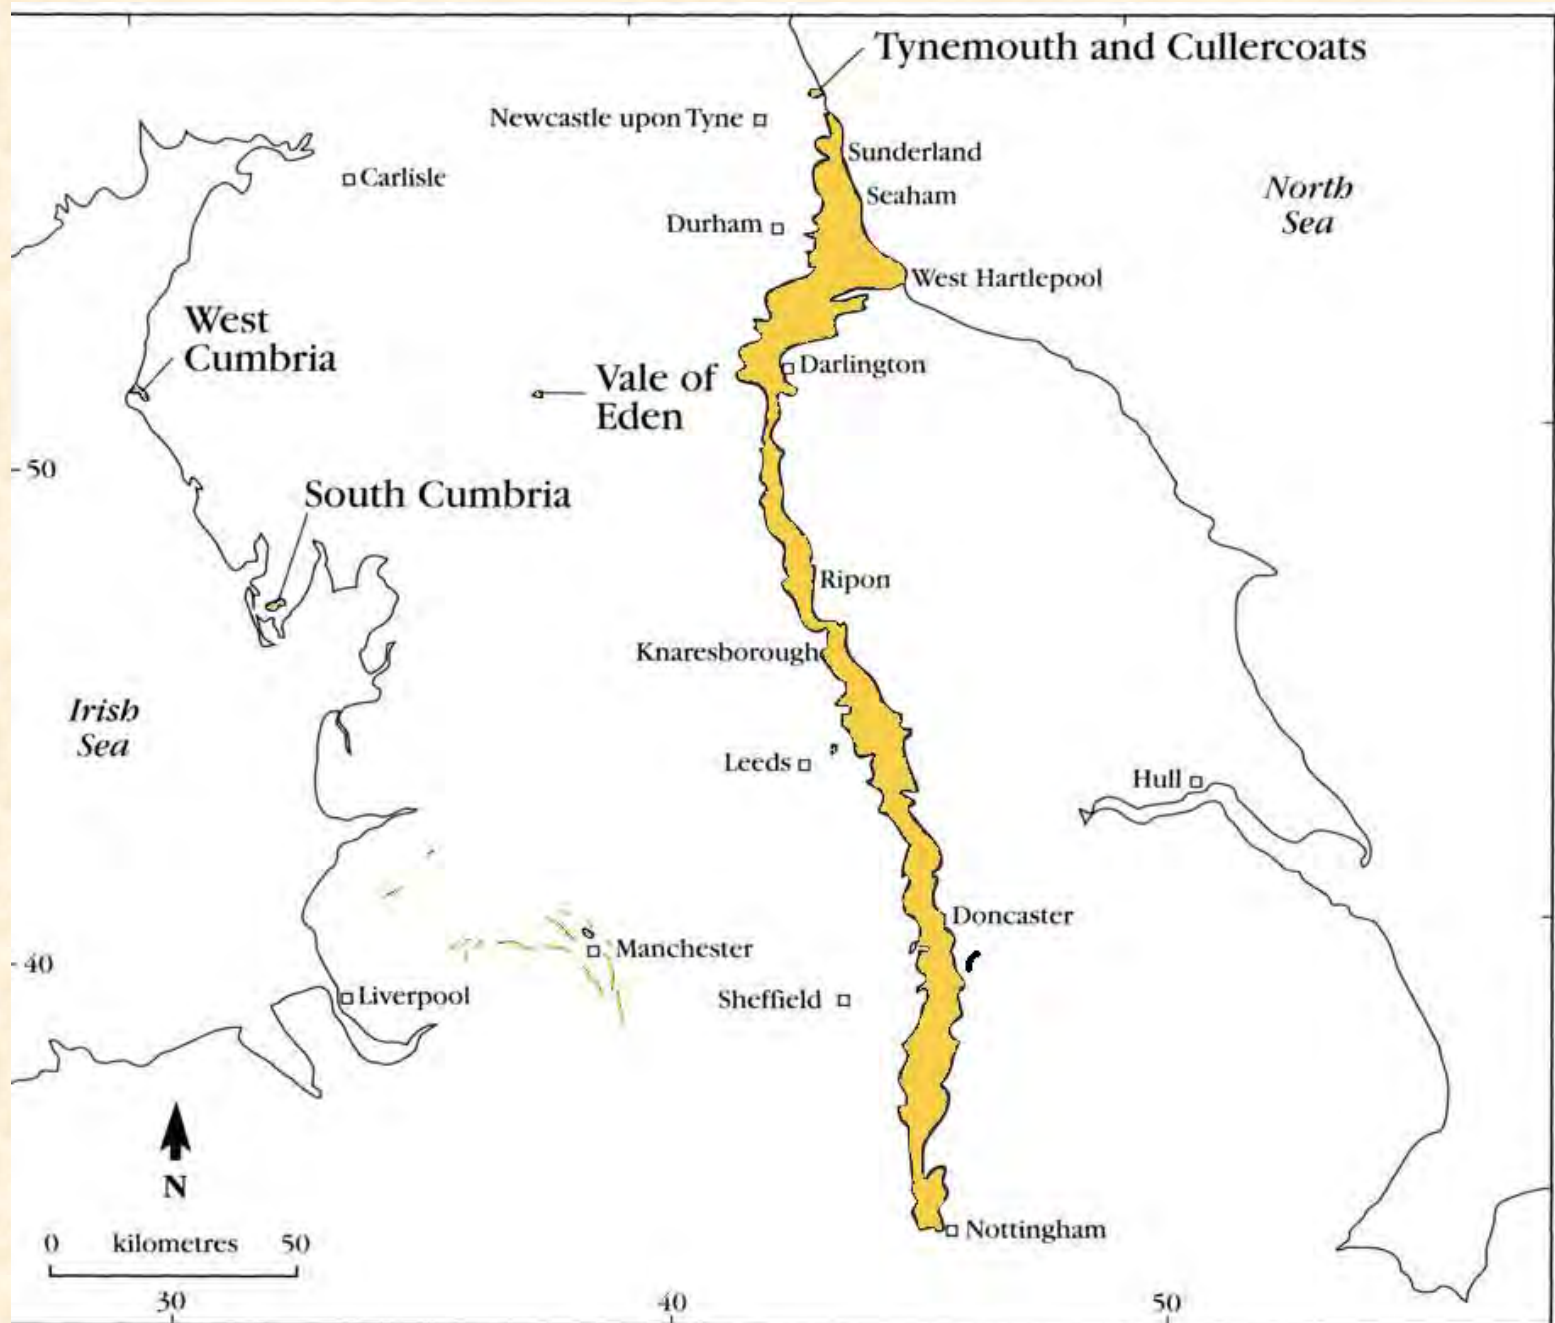 Tynemouth and Cullercoats
Newcastle upon Tyne
Sunderland
Carlisle
Seaham
North
Sea
Durham
West Hartlepool
West
Cumbria
Darlington
Vale of
Eden
50
South Cumbria
Ripon
Knaresborough
Irish
Sea
Leeds
Hull
Doncaster
Manchester
40
Liverpool
Sheffield
N
Nottingham
0 kilometres 50
30 40 50